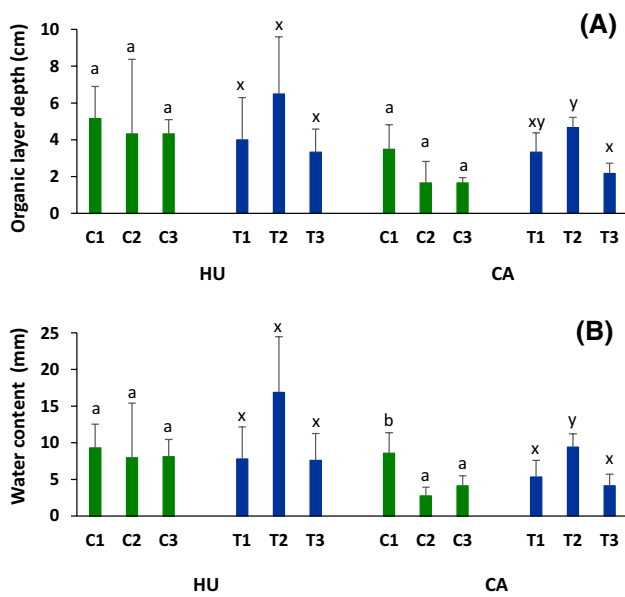 (A)
Organic layer depth (cm)
10
8
6
4
2
0
a a a x x x a a a xy y x
C1 C2 C3 T1 T2 T3 C1 C2 C3 T1 T2 T3
HU CA
(B)
Water content (mm)
25
20
15
10
5
0
a a a x x x b a a x y x
C1 C2 C3 T1 T2 T3 C1 C2 C3 T1 T2 T3
HU CA